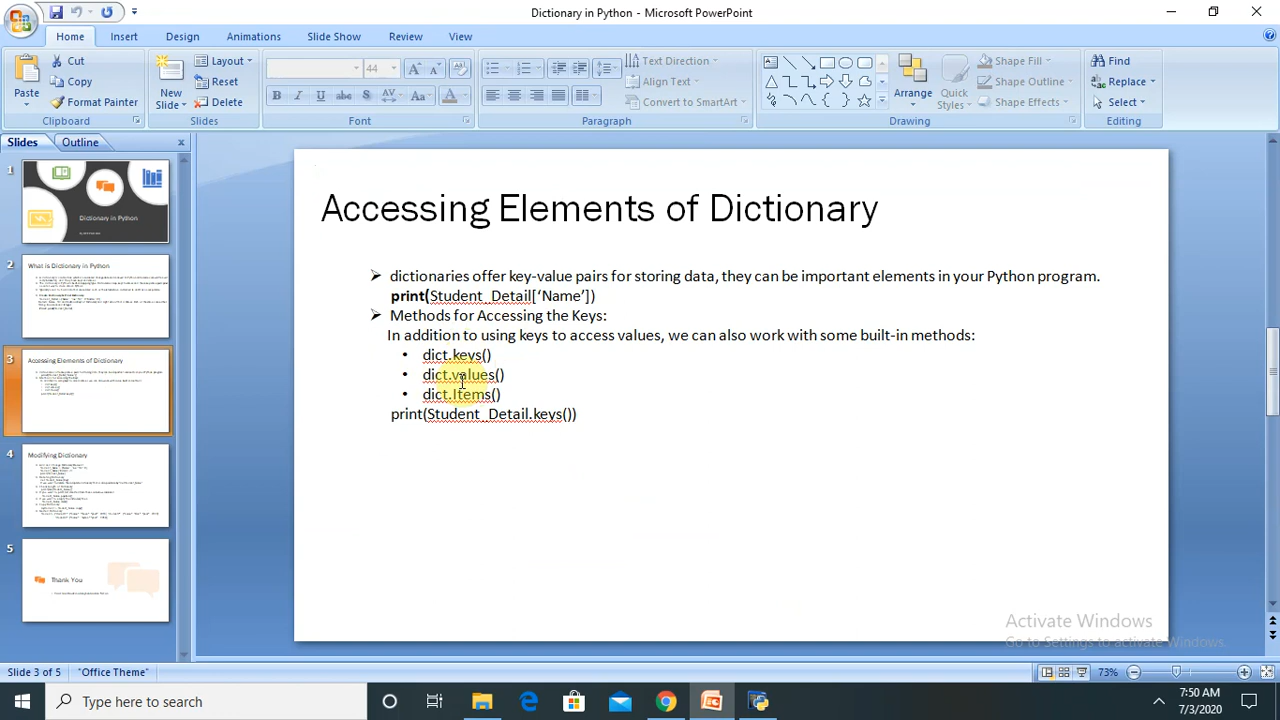 Dictionary in Python - Microsoft PowerPoint
Home Insert Design Animations Slide Show Review View
Paste Cut Copy Format Painter
Clipboard
New Slide Layout Reset Delete
Slides
44
Font
Text Direction Align Text Convert to SmartArt
Paragraph
Arrange Quick Styles Shape Fill Shape Outline Shape Effects
Drawing
Find Replace Select
Editing
Slides Outline
1
Dictionary in Python
2
What is Dictionary in Python
3
Accessing Elements of Dictionary
4
Modifying Dictionary
5
Thank You
Accessing Elements of Dictionary
dictionaries offer key-value pairs for storing data, they can be important elements in your Python program.
print(Student_Detail['Name'])
Methods for Accessing the Keys:
In addition to using keys to access values, we can also work with some built-in methods:
• dict.keys()
• dict.values()
• dict.Items()
print(Student_Detail.keys())
Activate Windows
Go to Settings to activate Windows.
Slide 3 of 5 "Office Theme" 73%
Type here to search
7:50 AM
7/3/2020